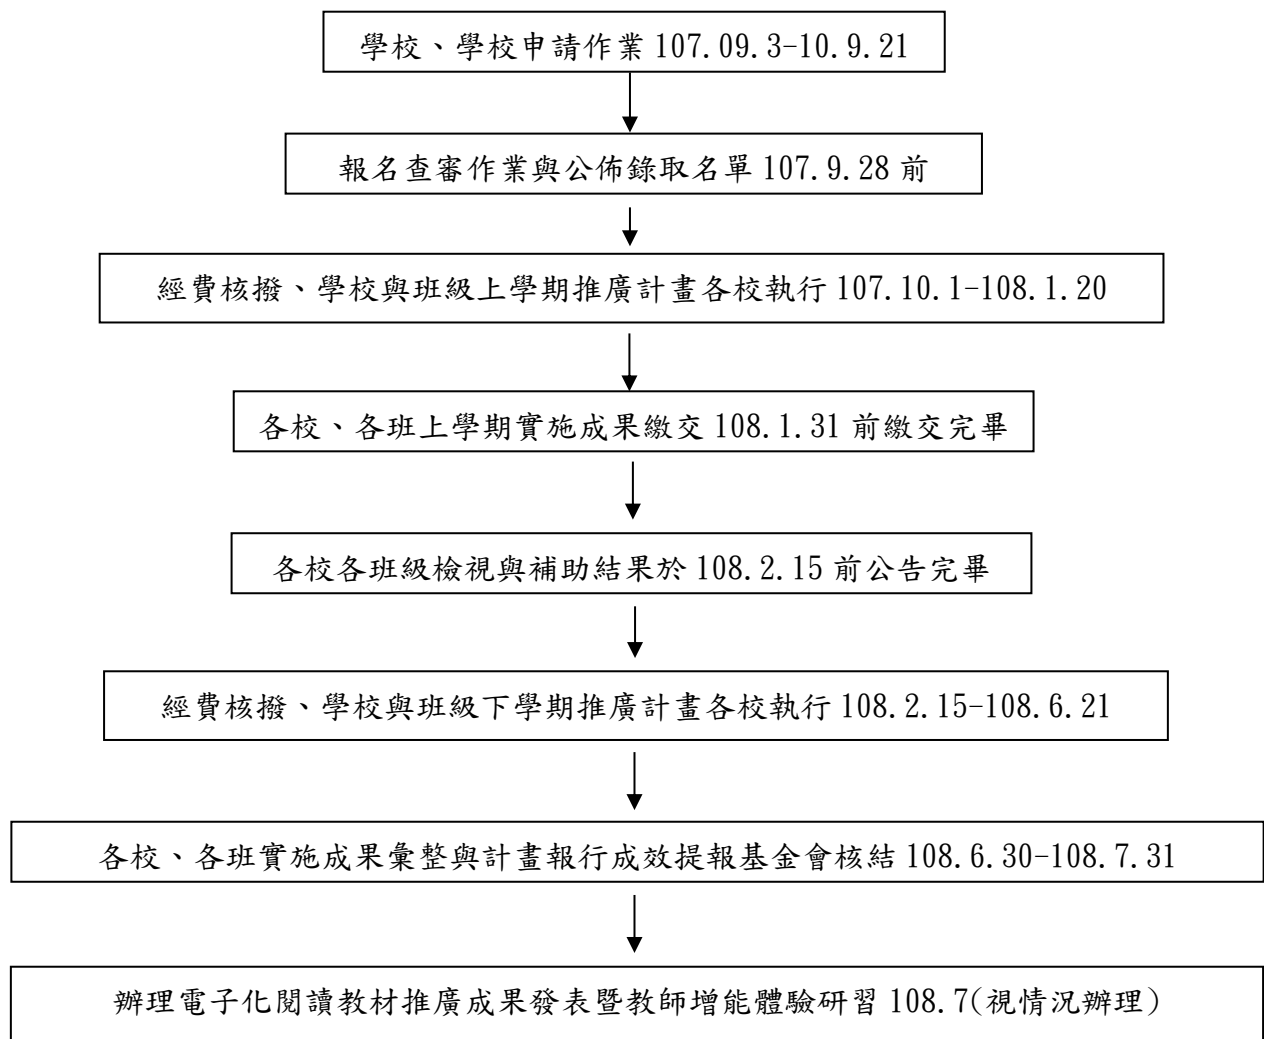 學校、學校申請作業 107.09.3-10.9.21
報名查審作業與公佈錄取名單 107.9.28 前
經費核撥、學校與班級上學期推廣計畫各校執行 107.10.1-108.1.20
各校、各班上學期實施成果繳交 108.1.31 前繳交完畢
各校各班級檢視與補助結果於 108.2.15 前公告完畢
經費核撥、學校與班級下學期推廣計畫各校執行 108.2.15-108.6.21
各校、各班實施成果彙整與計畫報行成效提報基金會核結 108.6.30-108.7.31
辦理電子化閱讀教材推廣成果發表暨教師增能體驗研習 108.7(視情況辦理)